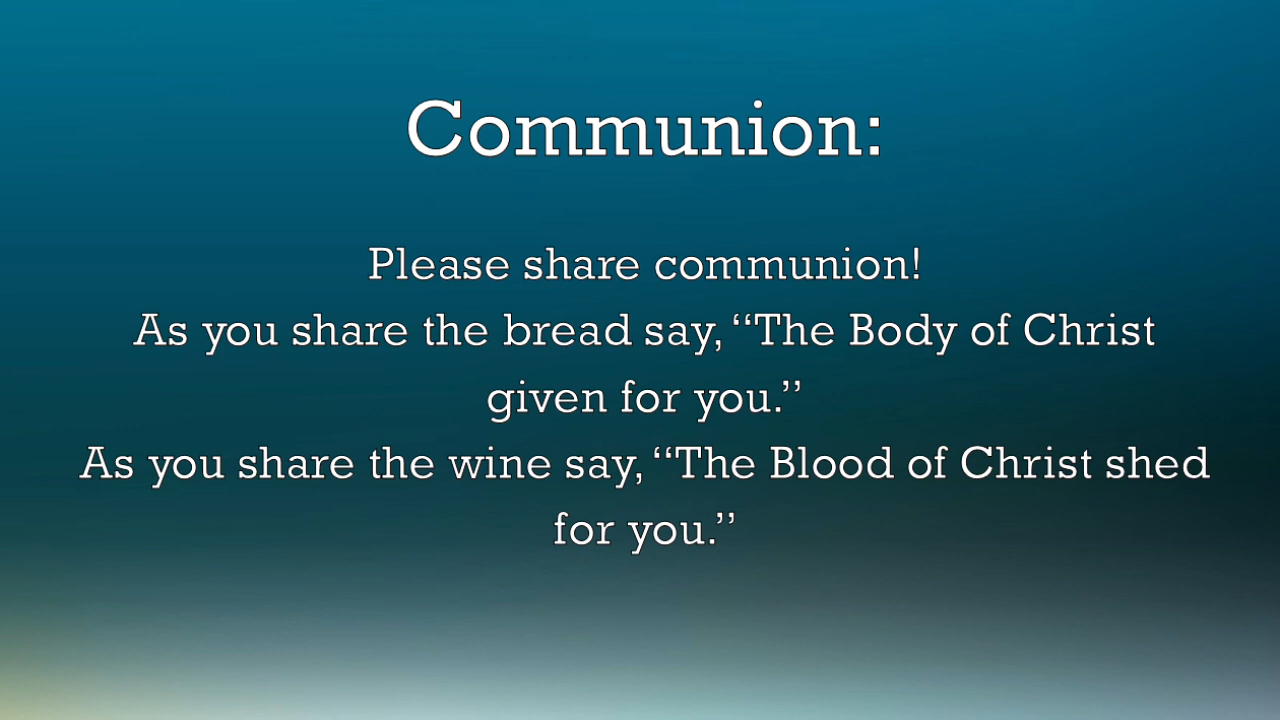 Communion:
Please share communion!
As you share the bread say, “The Body of Christ
given for you.”
As you share the wine say, “The Blood of Christ shed
for you.”